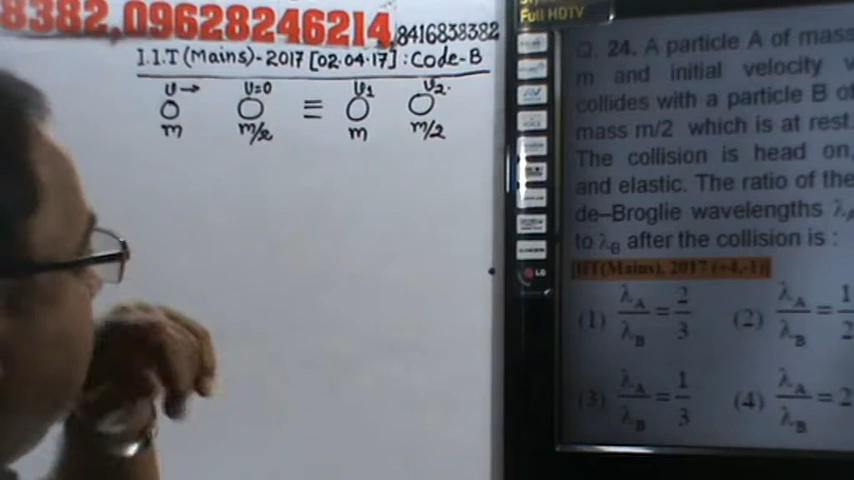 8382,09628246214,8416838382
I.I.T(Mains)-2017 [02.04.17]:Code-B
u→ u=0 ≡ v1 v2
m m/2 m m/2
Full HDTV
LG
Q. 24. A particle A of mass
m and initial velocity v
collides with a particle B of
mass m/2 which is at rest.
The collision is head on,
and elastic. The ratio of the
de–Broglie wavelengths λA
to λB after the collision is :
[IIT(Mains), 2017 (+4,-1)]
(1) λA/λB = 2/3 (2) λA/λB = 1/2
(3) λA/λB = 1/3 (4) λA/λB = 2